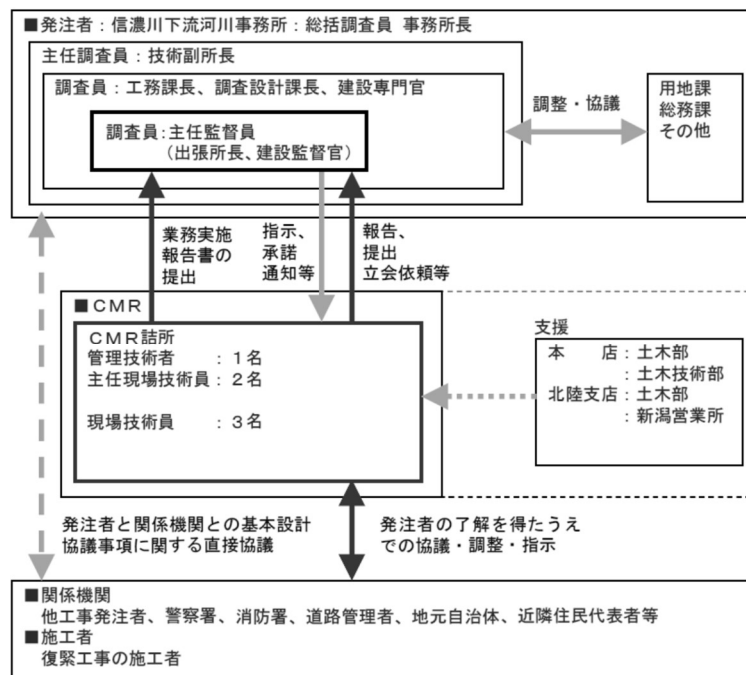 ■発注者：信濃川下流河川事務所：総括調査員 事務所長
主任調査員：技術副所長
調査員：工務課長、調査設計課長、建設専門官
調査員：主任監督員
（出張所長、建設監督官）
調整・協議
用地課
総務課
その他
業務実施
報告書の
提出
指示、
承諾
通知等
報告、
提出
立会依頼等
■ＣＭＲ
ＣＭＲ詰所
管理技術者　：１名
主任現場技術員：２名
現場技術員　：３名
支援
本　店：土木部
：土木技術部
北陸支店：土木部
：新潟営業所
発注者と関係機関との基本設計
協議事項に関する直接協議
発注者の了解を得たうえ
での協議・調整・指示
■関係機関
他工事発注者、警察署、消防署、道路管理者、地元自治体、近隣住民代表者等
■施工者
復緊工事の施工者